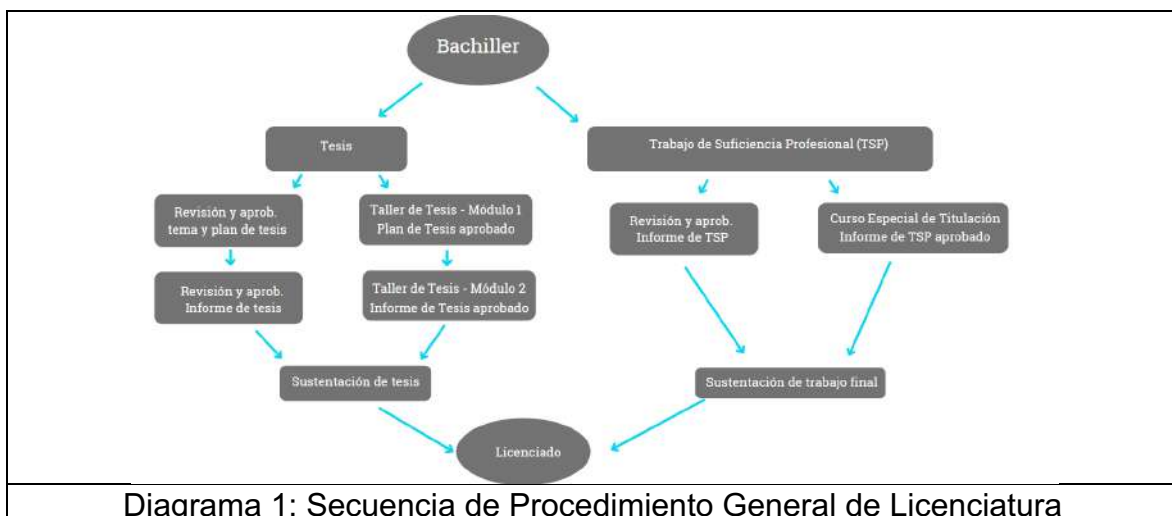 Bachiller
Tesis
Trabajo de Suficiencia Profesional (TSP)
Revisión y aprob.
tema y plan de tesis
Taller de Tesis - Módulo 1
Plan de Tesis aprobado
Revisión y aprob.
Informe de TSP
Curso Especial de Titulación
Informe de TSP aprobado
Revisión y aprob.
Informe de tesis
Taller de Tesis - Módulo 2
Informe de Tesis aprobado
Sustentación de tesis
Sustentación de trabajo final
Licenciado
Diagrama 1: Secuencia de Procedimiento General de Licenciatura